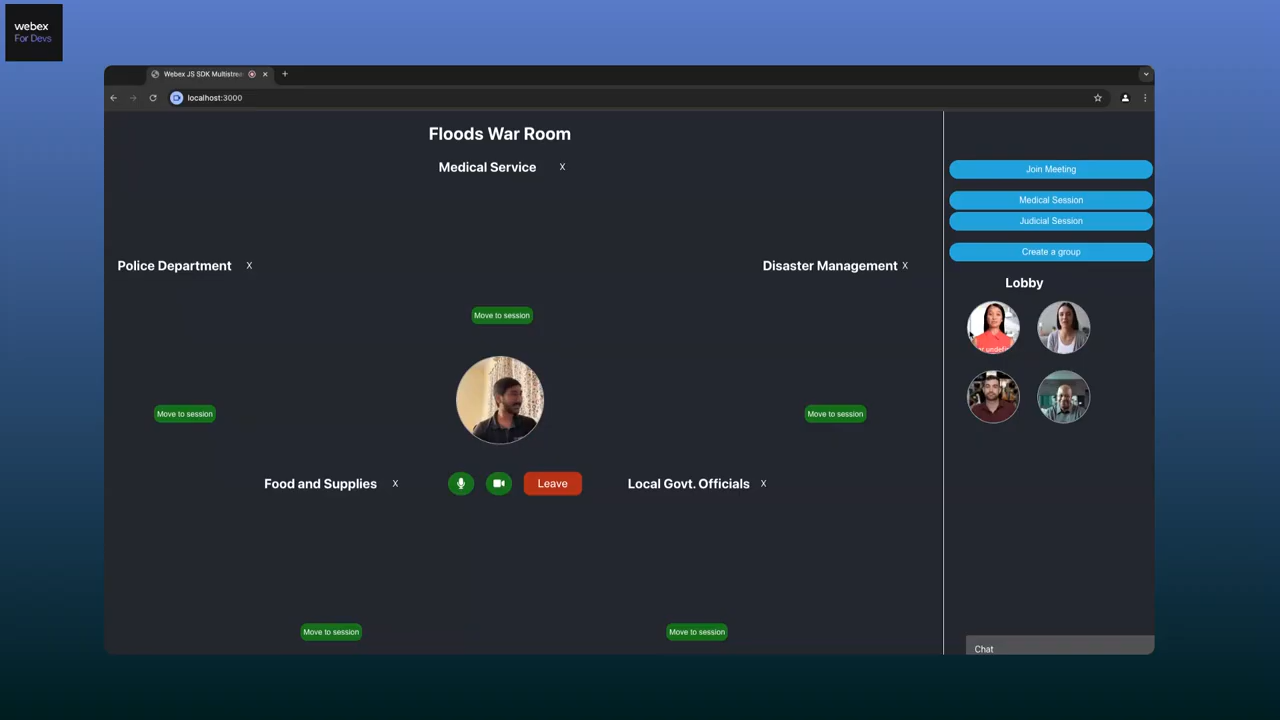 webex
For Devs
Webex JS SDK Multistrea
localhost:3000
Floods War Room
Medical Service X
Police Department X
Disaster Management X
Move to session
Move to session
Move to session
Food and Supplies X
Leave
Local Govt. Officials X
Move to session
Move to session
Join Meeting
Medical Session
Judicial Session
Create a group
Lobby
Chat